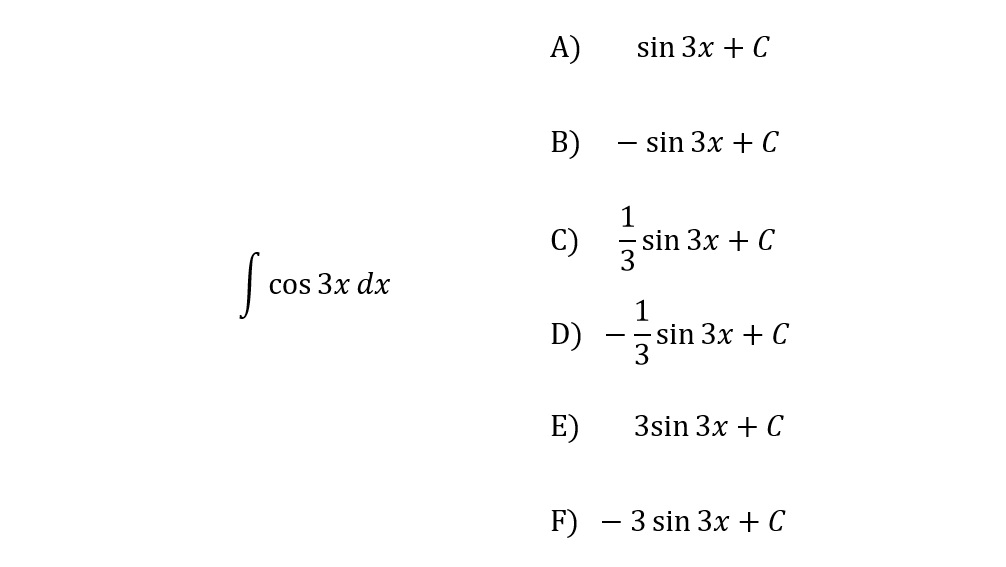 A) sin 3x + C
B) − sin 3x + C
C) 1/3 sin 3x + C
∫ cos 3x dx
D) − 1/3 sin 3x + C
E) 3sin 3x + C
F) − 3 sin 3x + C